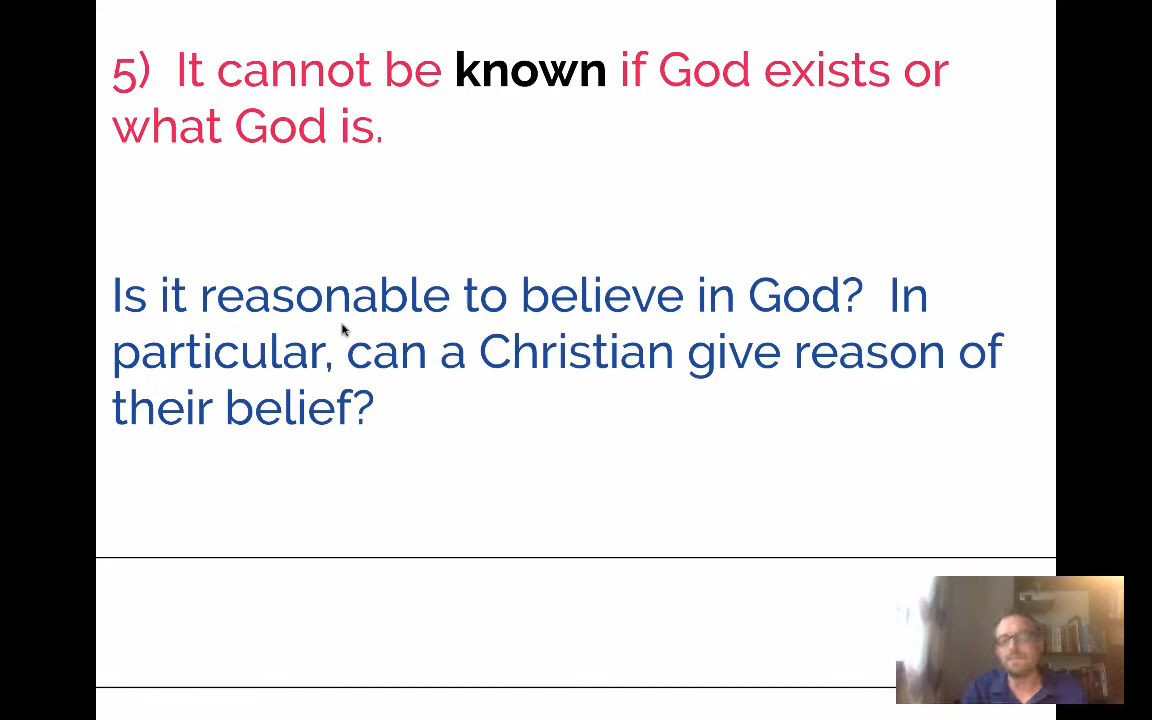 5) It cannot be known if God exists or
what God is.
Is it reasonable to believe in God? In
particular, can a Christian give reason of
their belief?